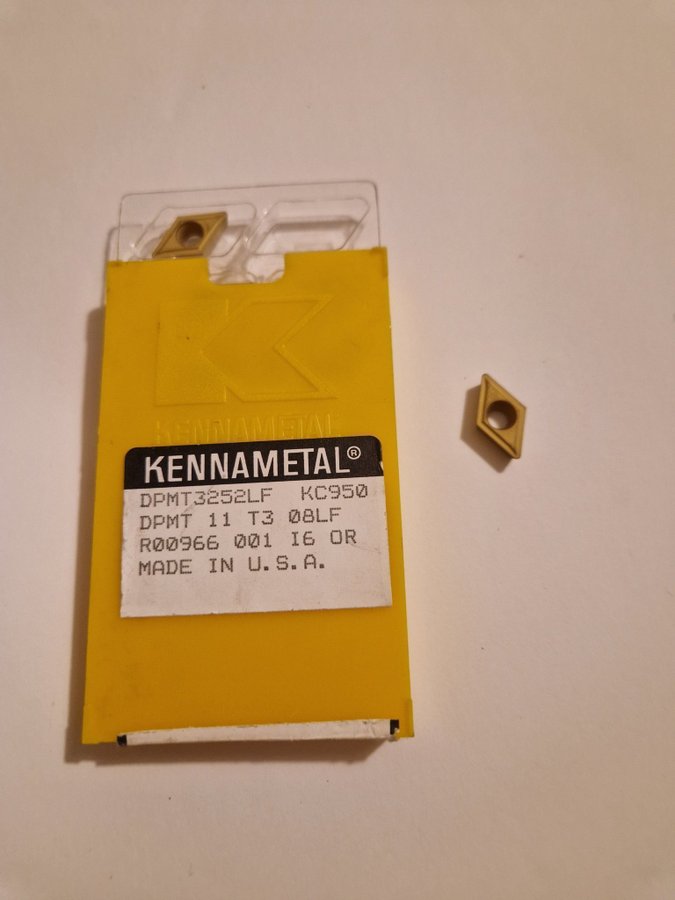 KENNAMETAL
KENNAMETAL®
DPMT3252LF KC950
DPMT 11 T3 08LF
R00966 001 I6 OR
MADE IN U.S.A.